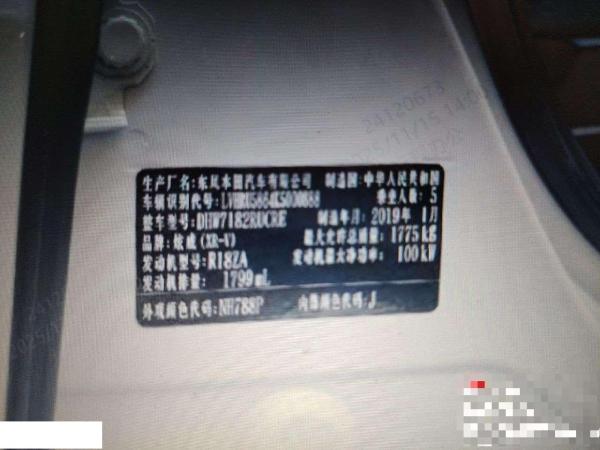 生产厂名：东风本田汽车有限公司 制造国：中华人民共和国
车辆识别代号： 乘坐人数：5
整车型号：DHW7182RUCRE 制造年月：2019年 1月
品牌：炫威(XR-V) 最大允许总质量：1775kg
发动机型号：R18ZA 发动机最大净功率：100kW
发动机排量：1799mL
外观颜色代码：NH788P 内饰颜色代码：J
24120673